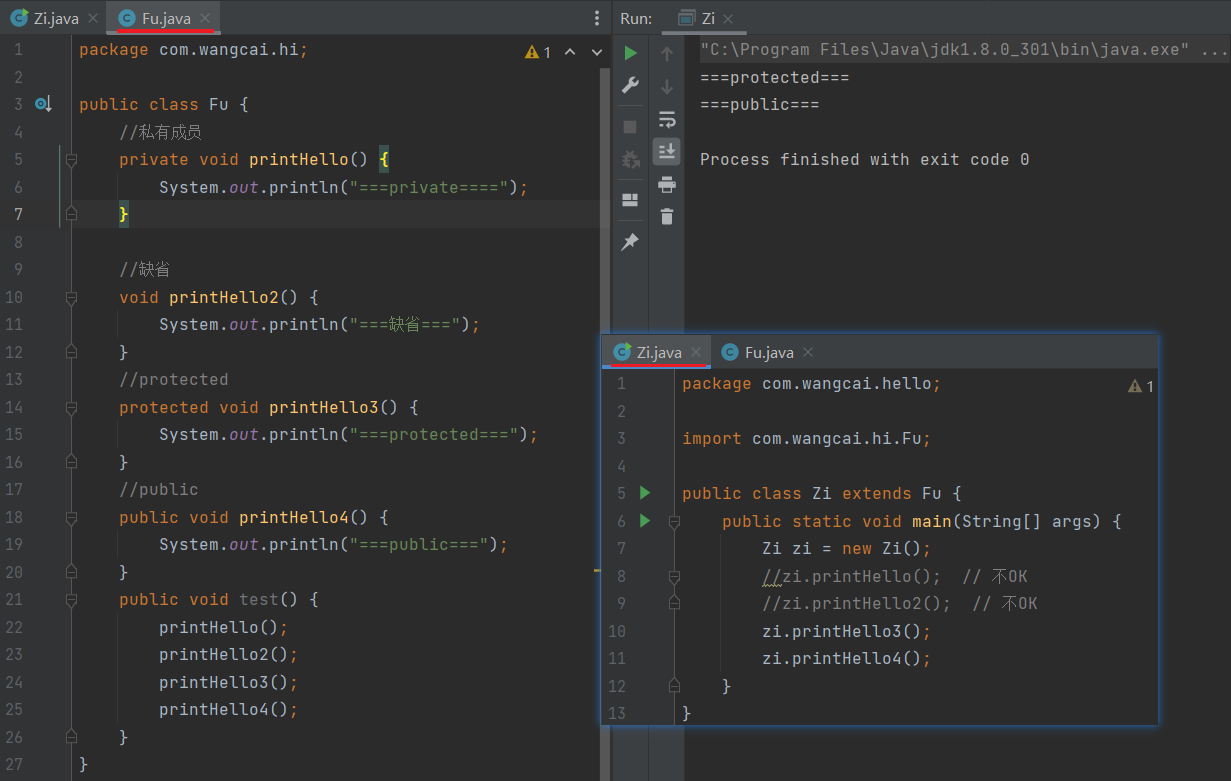 Zi.java
Fu.java
1 package com.wangcai.hi;
1
2
3 public class Fu {
4 //私有成员
5 private void printHello() {
6 System.out.println("===private====");
7 }
8
9 //缺省
10 void printHello2() {
11 System.out.println("===缺省===");
12 }
13 //protected
14 protected void printHello3() {
15 System.out.println("===protected===");
16 }
17 //public
18 public void printHello4() {
19 System.out.println("===public===");
20 }
21 public void test() {
22 printHello();
23 printHello2();
24 printHello3();
25 printHello4();
26 }
27 }
Run: Zi
"C:\Program Files\Java\jdk1.8.0_301\bin\java.exe" ...
===protected===
===public===
Process finished with exit code 0
Zi.java
Fu.java
1 package com.wangcai.hello;
1
2
3 import com.wangcai.hi.Fu;
4
5 public class Zi extends Fu {
6 public static void main(String[] args) {
7 Zi zi = new Zi();
8 //zi.printHello(); // 不OK
9 //zi.printHello2(); // 不OK
10 zi.printHello3();
11 zi.printHello4();
12 }
13 }